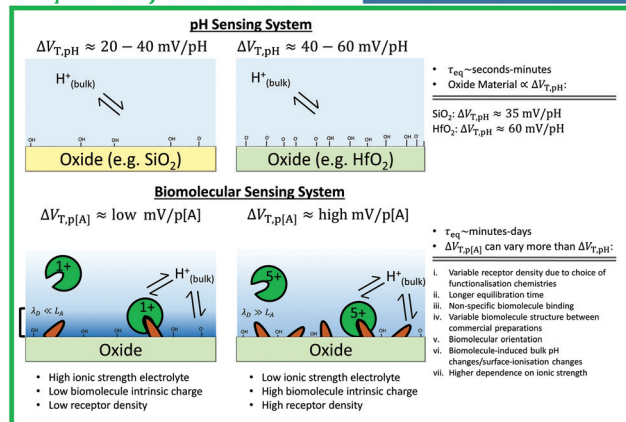 pH Sensing System
ΔV_T,pH ≈ 20 − 40 mV/pH
ΔV_T,pH ≈ 40 − 60 mV/pH
H⁺(bulk)
H⁺(bulk)
OH OH OH O⁻ O⁻
Oxide (e.g. SiO₂)
Oxide (e.g. HfO₂)
• τ_eq~seconds-minutes
• Oxide Material ∝ ΔV_T,pH:
SiO₂: ΔV_T,pH ≈ 35 mV/pH
HfO₂: ΔV_T,pH ≈ 60 mV/pH
Biomolecular Sensing System
ΔV_T,p[A] ≈ low mV/p[A]
ΔV_T,p[A] ≈ high mV/p[A]
1+
H⁺(bulk)
λ_D ≪ L_A
1+
Oxide
5+
H⁺(bulk)
λ_D ≫ L_A
5+
Oxide
• High ionic strength electrolyte
• Low biomolecule intrinsic charge
• Low receptor density
• Low ionic strength electrolyte
• High biomolecule intrinsic charge
• High receptor density
• τ_eq~minutes-days
• ΔV_T,p[A] can vary more than ΔV_T,pH:
i. Variable receptor density due to choice of
functionalisation chemistries
ii. Longer equilibration time
iii. Non-specific biomolecule binding
iv. Variable biomolecule structure between
commercial preparations
v. Biomolecular orientation
vi. Biomolecule-induced bulk pH
changes/surface-ionisation changes
vii. Higher dependence on ionic strength